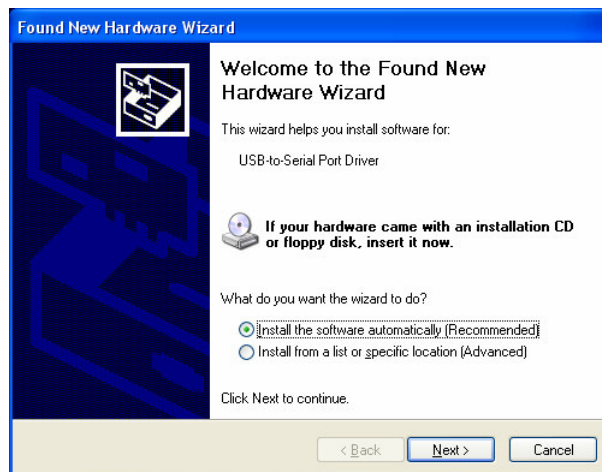 Found New Hardware Wizard
Welcome to the Found New
Hardware Wizard
This wizard helps you install software for:
USB-to-Serial Port Driver
If your hardware came with an installation CD
or floppy disk, insert it now.
What do you want the wizard to do?
Install the software automatically (Recommended)
Install from a list or specific location (Advanced)
Click Next to continue.
< Back
Next >
Cancel